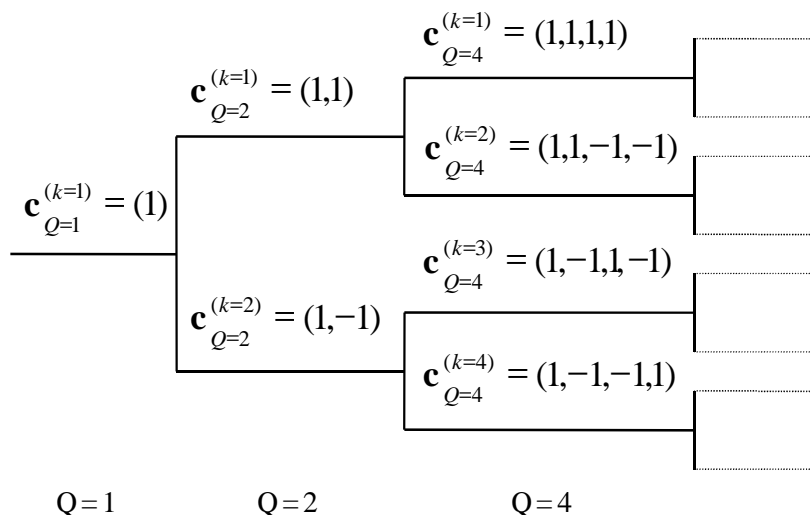 c_{Q=4}^{(k=1)} = (1,1,1,1)
c_{Q=2}^{(k=1)} = (1,1)
c_{Q=4}^{(k=2)} = (1,1,−1,−1)
c_{Q=1}^{(k=1)} = (1)
c_{Q=4}^{(k=3)} = (1,−1,1,−1)
c_{Q=2}^{(k=2)} = (1,−1)
c_{Q=4}^{(k=4)} = (1,−1,−1,1)
Q = 1 Q = 2 Q = 4